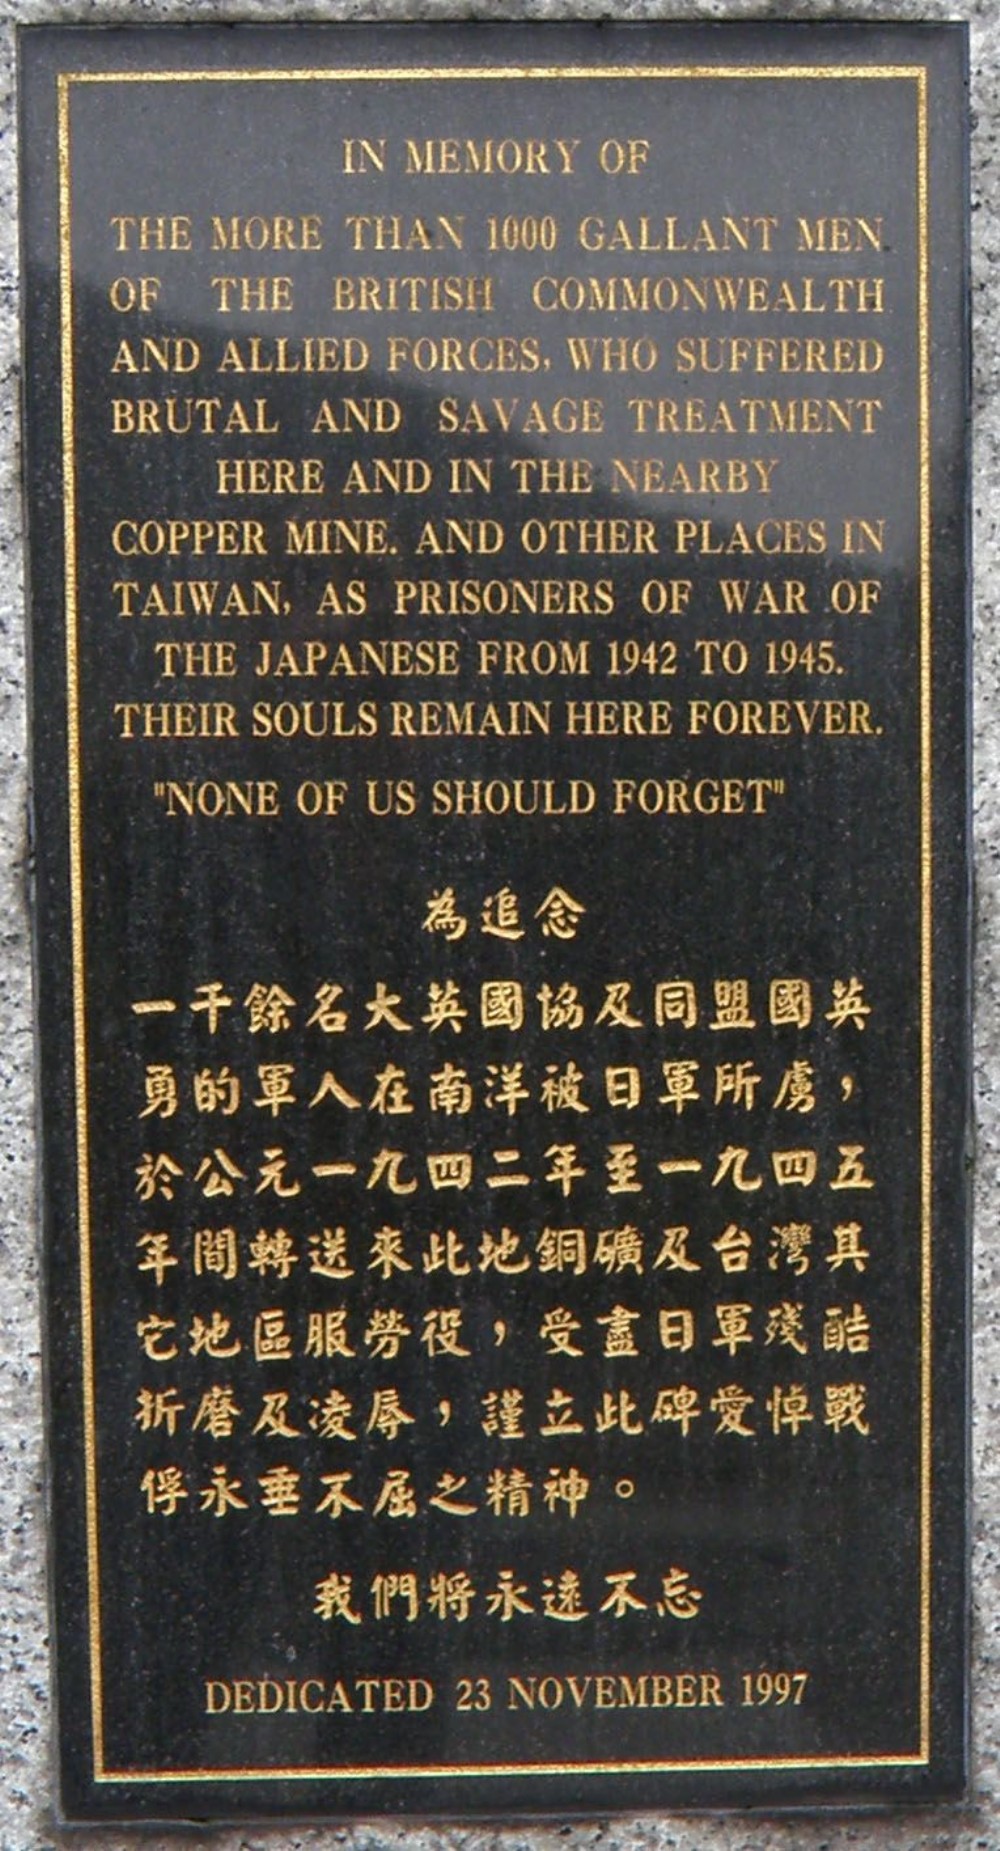 IN MEMORY OF
THE MORE THAN 1000 GALLANT MEN
OF THE BRITISH COMMONWEALTH
AND ALLIED FORCES, WHO SUFFERED
BRUTAL AND SAVAGE TREATMENT
HERE AND IN THE NEARBY
COPPER MINE. AND OTHER PLACES IN
TAIWAN, AS PRISONERS OF WAR OF
THE JAPANESE FROM 1942 TO 1945.
THEIR SOULS REMAIN HERE FOREVER.
"NONE OF US SHOULD FORGET"
為追念
一千餘名大英國協及同盟國英
勇的軍人在南洋被日軍所虜，
於公元一九四二年至一九四五
年間轉送來此地銅礦及台灣其
它地區服勞役，受盡日軍殘酷
折磨及凌辱，謹立此碑愛悼戰
俘永垂不屈之精神。
我們將永遠不忘
DEDICATED 23 NOVEMBER 1997